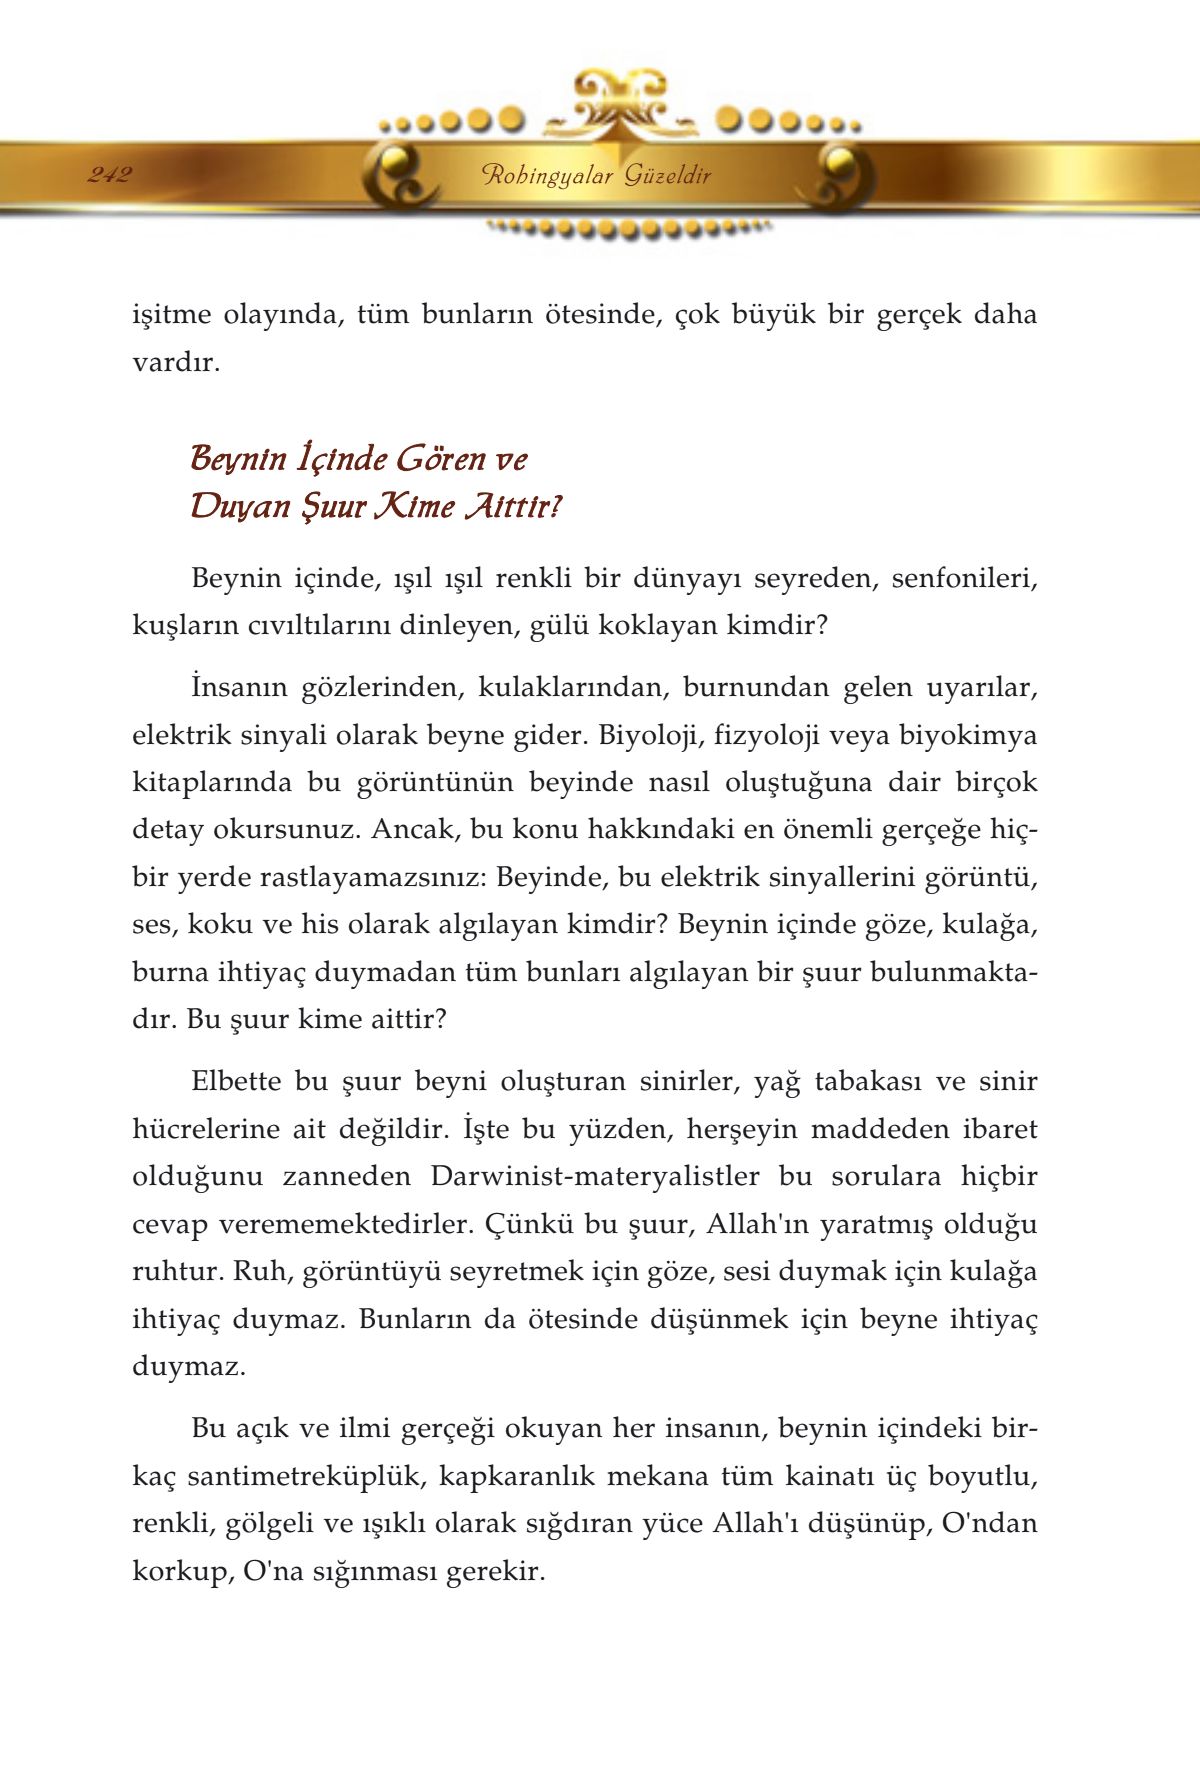 242
Rohingyalar Güzeldir
işitme olayında, tüm bunların ötesinde, çok büyük bir gerçek daha
vardır.
Beynin İçinde Gören ve
Duyan Şuur Kime Aittir?
Beynin içinde, ışıl ışıl renkli bir dünyayı seyreden, senfonileri,
kuşların cıvıltılarını dinleyen, gülü koklayan kimdir?
İnsanın gözlerinden, kulaklarından, burnundan gelen uyarılar,
elektrik sinyali olarak beyne gider. Biyoloji, fizyoloji veya biyokimya
kitaplarında bu görüntünün beyinde nasıl oluştuğuna dair birçok
detay okursunuz. Ancak, bu konu hakkındaki en önemli gerçeğe hiç-
bir yerde rastlayamazsınız: Beyinde, bu elektrik sinyallerini görüntü,
ses, koku ve his olarak algılayan kimdir? Beynin içinde göze, kulağa,
burna ihtiyaç duymadan tüm bunları algılayan bir şuur bulunmakta-
dır. Bu şuur kime aittir?
Elbette bu şuur beyni oluşturan sinirler, yağ tabakası ve sinir
hücrelerine ait değildir. İşte bu yüzden, herşeyin maddeden ibaret
olduğunu zanneden Darwinist-materyalistler bu sorulara hiçbir
cevap verememektedirler. Çünkü bu şuur, Allah'ın yaratmış olduğu
ruhtur. Ruh, görüntüyü seyretmek için göze, sesi duymak için kulağa
ihtiyaç duymaz. Bunların da ötesinde düşünmek için beyne ihtiyaç
duymaz.
Bu açık ve ilmi gerçeği okuyan her insanın, beynin içindeki bir-
kaç santimetreküplük, kapkaranlık mekana tüm kainatı üç boyutlu,
renkli, gölgeli ve ışıklı olarak sığdıran yüce Allah'ı düşünüp, O'ndan
korkup, O'na sığınması gerekir.